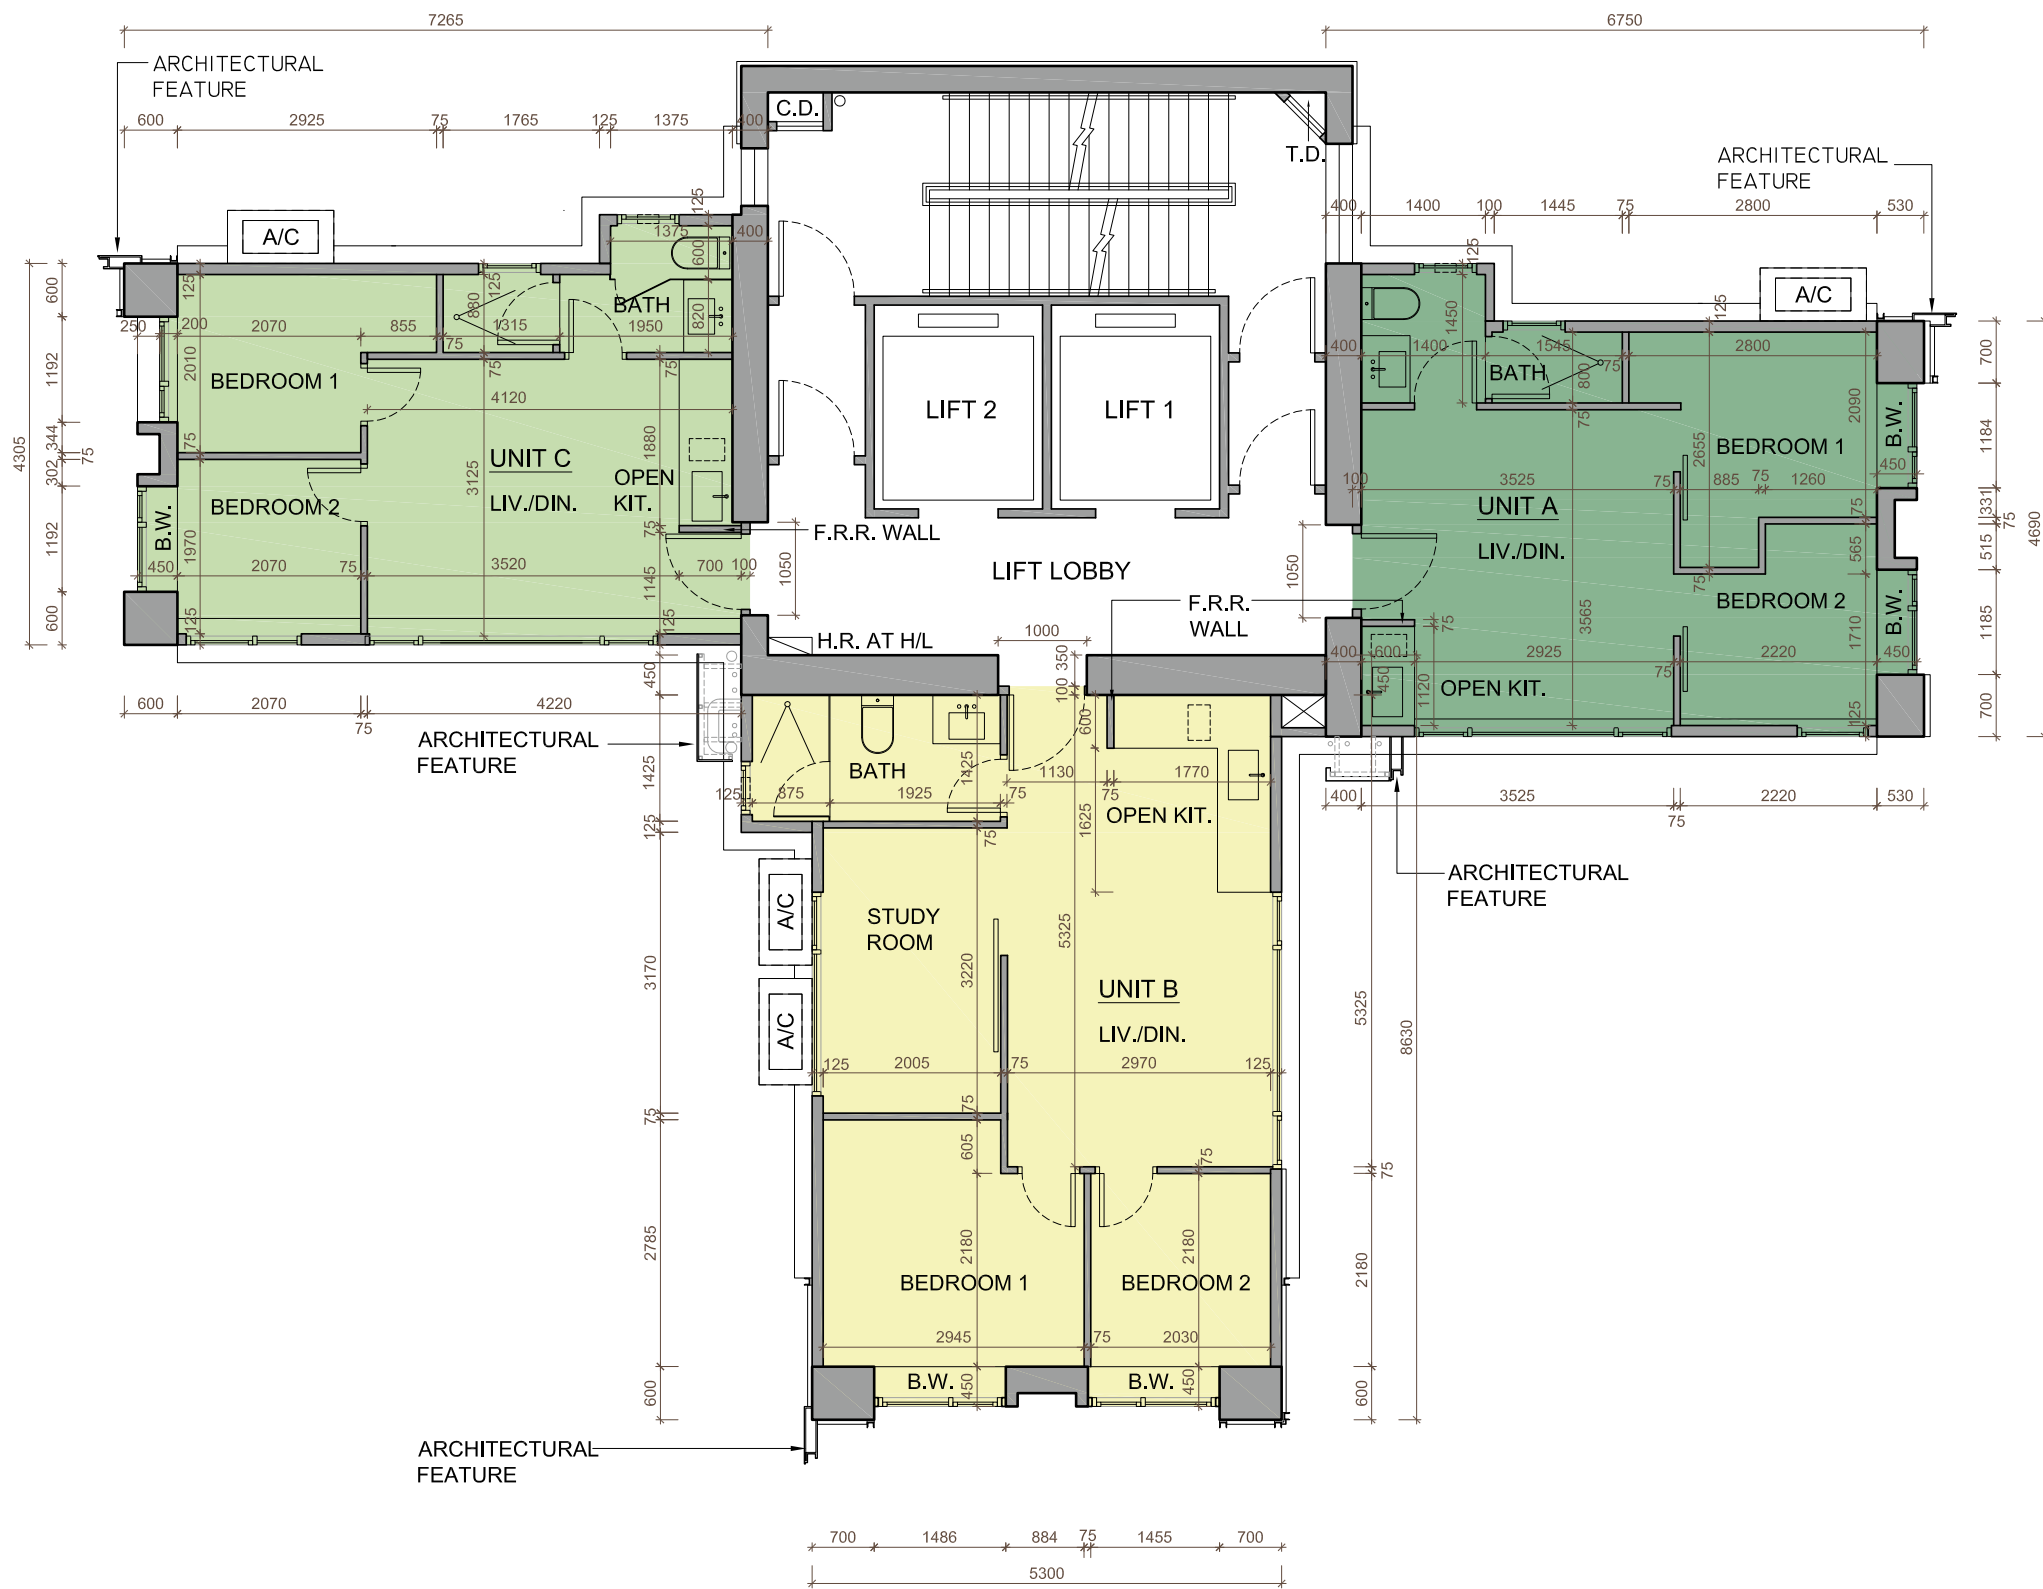 7265
6750
ARCHITECTURAL
FEATURE
600 2925 75 1765 125 1375 400
C.D.
T.D.
ARCHITECTURAL
FEATURE
400 1400 100 1445 75 2800 530
A/C
125
1375 400
600
125
A/C
125
4305
600
1192
344
75
302
1192
600
125
250 200 2070 855
75
880
125
1315
BATH
1950
820
2010
BEDROOM 1
75
75
4120
LIFT 2
LIFT 1
1450
400 1400 1545 75 2800
BATH
800
125
700
1184
331
75
515
1185
700
4690
2090
B.W.
75
UNIT C
LIV./DIN.
3125
1880
OPEN
KIT.
75
F.R.R. WALL
BEDROOM 2
B.W.
1970
450 2070 75 3520 700 100
1145
1050
125
125
LIFT LOBBY
2655
BEDROOM 1
450
100 3525 75 885 75 1260
75
UNIT A
LIV./DIN.
565
1050
75
BEDROOM 2
B.W.
F.R.R.
WALL
75
3565
1710
H.R. AT H/L
1000
350
100
400 600 2925 75 2220 450
450
1120
OPEN KIT.
125
450
600 2070 75 4220
ARCHITECTURAL
FEATURE
1425
125
BATH
1425
600
125 875 1925 75 1130 75 1770
OPEN KIT.
1625
75
400 3525 75 2220 530
ARCHITECTURAL
FEATURE
A/C
STUDY
ROOM
3170
3220
5325
5325
8630
A/C
UNIT B
LIV./DIN.
125 2005 75 2970 125
75
75
605
75
75
2785
2180
2180
2180
BEDROOM 1
BEDROOM 2
2945 75 2030
600
B.W.
450
B.W.
450
600
ARCHITECTURAL
FEATURE
700 1486 884 75 1455 700
5300